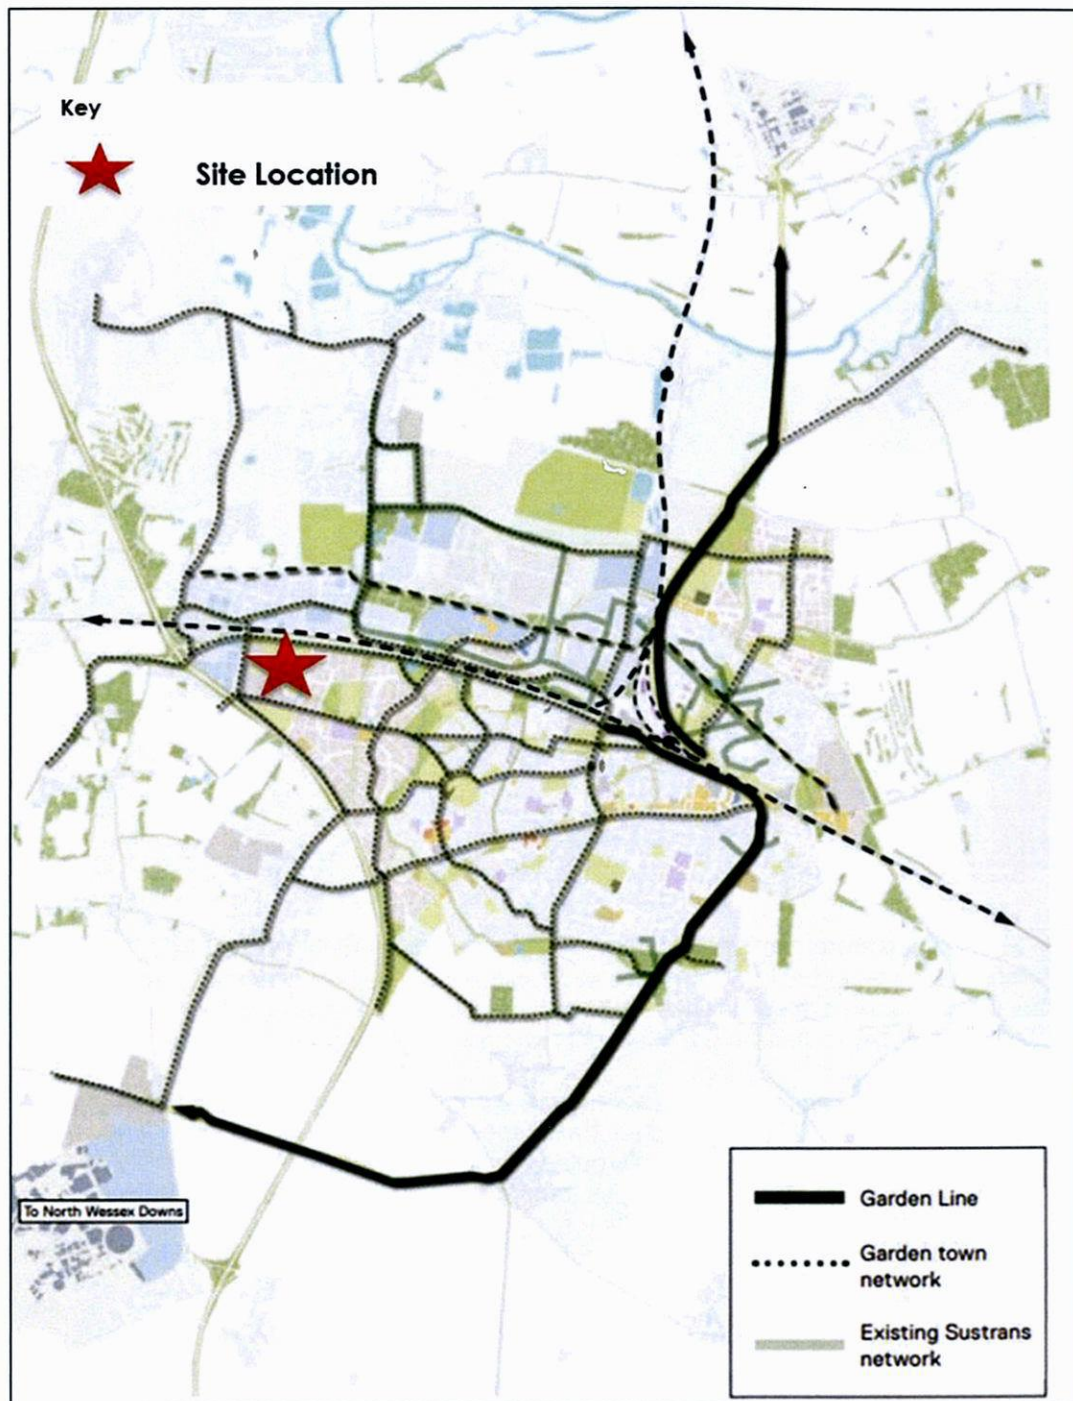 Key
Site Location
To North Wessex Downs
Garden Line
Garden town
network
Existing Sustrans
network